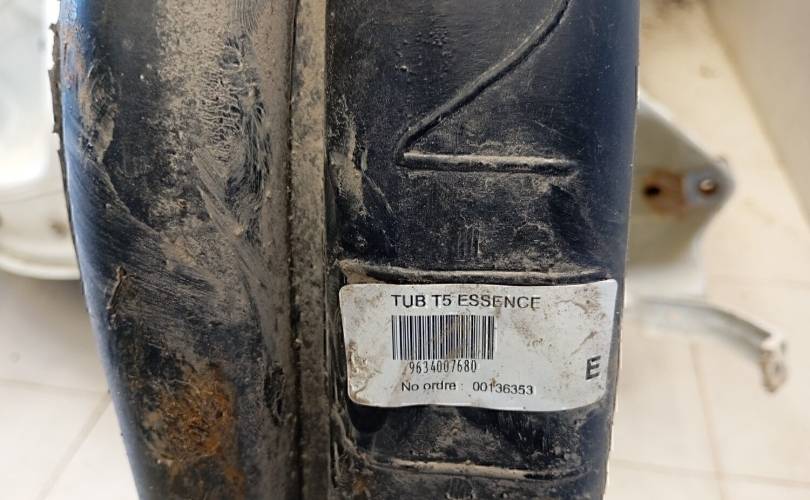 TUB T5 ESSENCE
9634007680
E
No ordre : 00136353